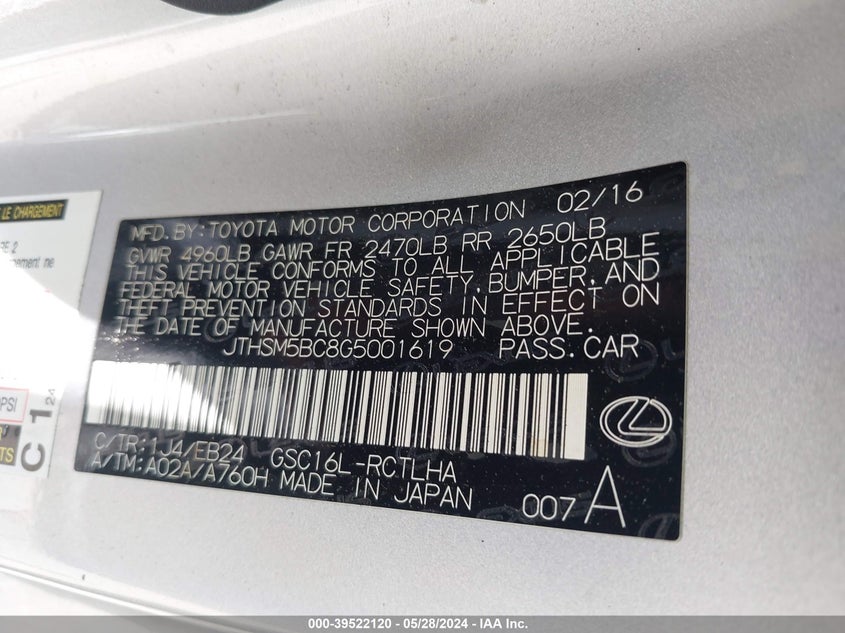 LE CHARGEMENT
PSI
C 1
24
MFD. BY: TOYOTA MOTOR CORPORATION 02/16
GVWR 4960LB GAWR FR 2470LB RR 2650LB
THIS VEHICLE CONFORMS TO ALL APPLICABLE
FEDERAL MOTOR VEHICLE SAFETY, BUMPER, AND
THEFT PREVENTION STANDARDS IN EFFECT ON
THE DATE OF MANUFACTURE SHOWN ABOVE.
JTHSM5BC8G5001619 PASS. CAR
C/TR: 1J4/EB24 GSC16L-RCTLHA
A/TM: A02A/A760H MADE IN JAPAN
007A
000-39522120 - 05/28/2024 - IAA Inc.